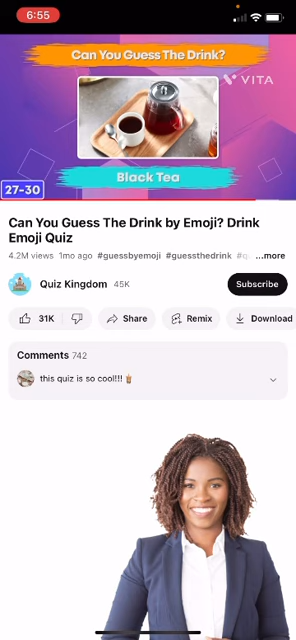 6:55
Can You Guess The Drink?
VITA
Black Tea
27-30
Can You Guess The Drink by Emoji? Drink
Emoji Quiz
4.2M views 1mo ago #guessbyemoji #guessthedrink #q ...more
Quiz Kingdom 45K
Subscribe
31K
Share
Remix
Download
Comments 742
this quiz is so cool!!!🧋